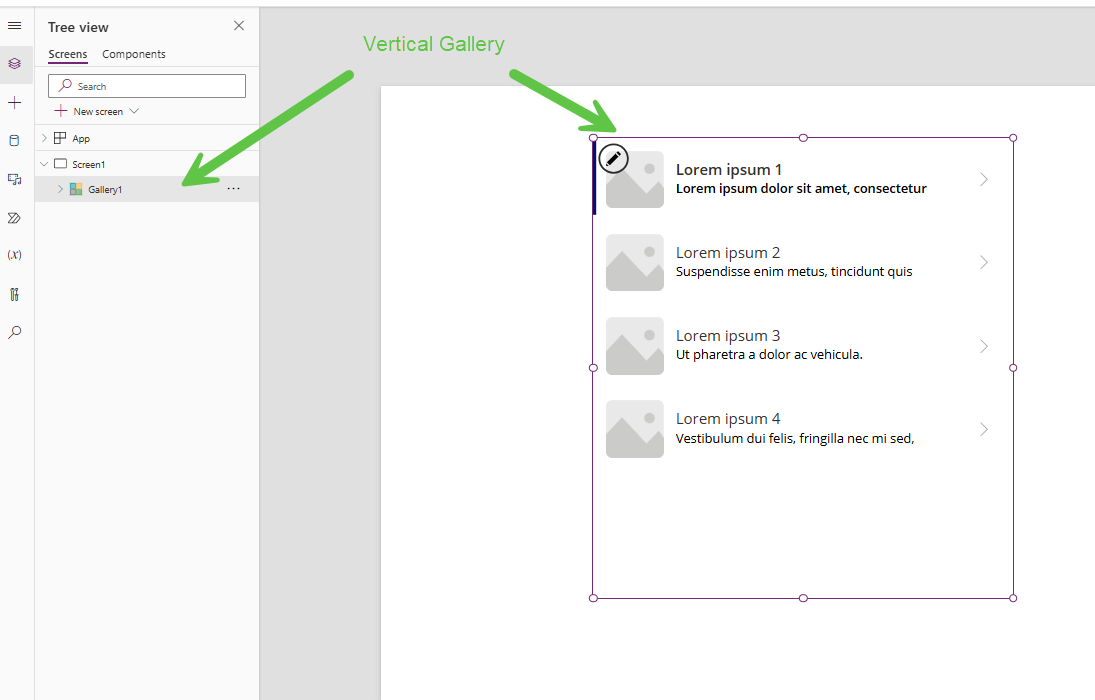 Tree view
Screens Components
Search
New screen
App
Screen1
Gallery1
(x)
Vertical Gallery
Lorem ipsum 1
Lorem ipsum dolor sit amet, consectetur
Lorem ipsum 2
Suspendisse enim metus, tincidunt quis
Lorem ipsum 3
Ut pharetra a dolor ac vehicula.
Lorem ipsum 4
Vestibulum dui felis, fringilla nec mi sed,